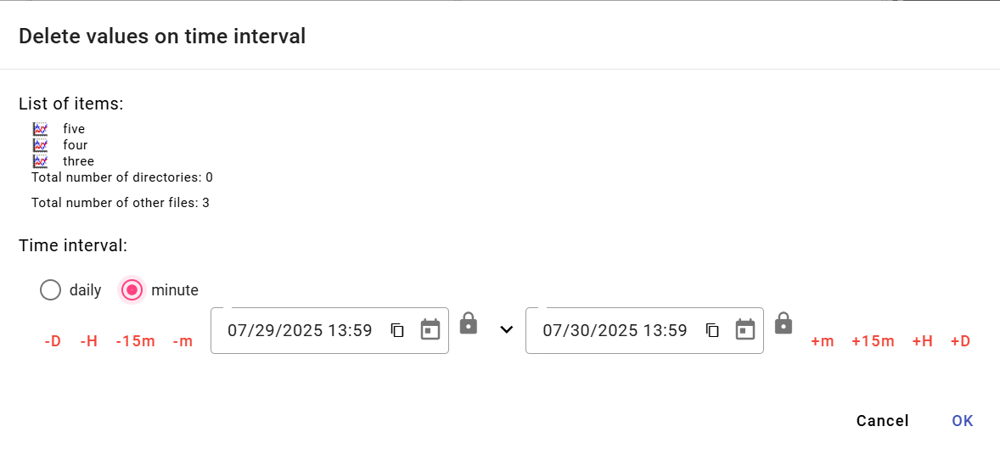 Delete values on time interval
List of items:
five
four
three
Total number of directories: 0
Total number of other files: 3
Time interval:
daily minute
-D -H -15m -m 07/29/2025 13:59 07/30/2025 13:59 +m +15m +H +D
Cancel OK